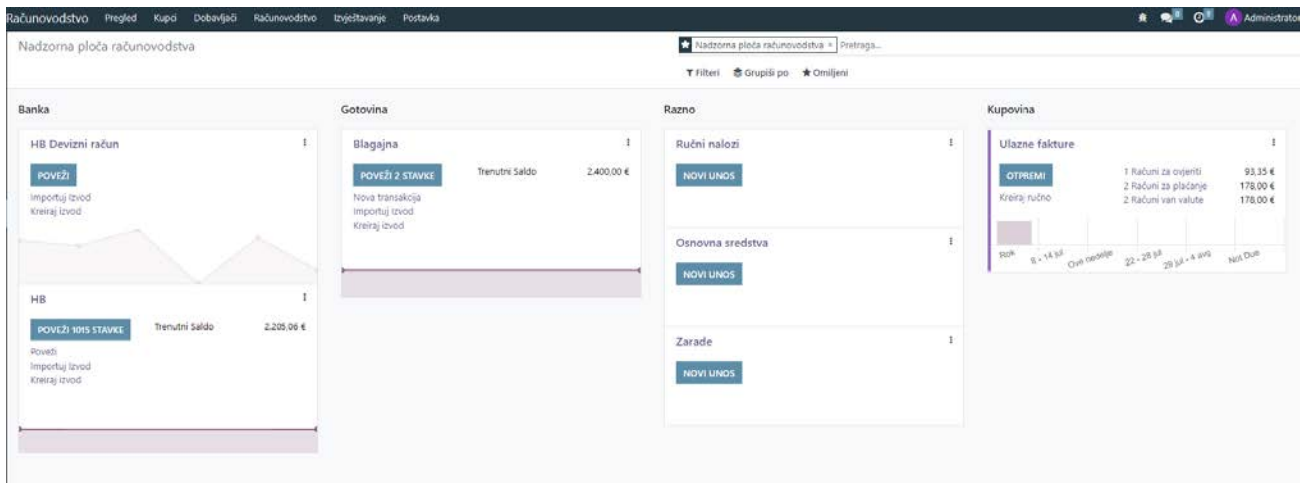 Računovodstvo Pregled Kupci Dobavljači Računovodstvo Izvještavanje Postavka Administrator
Nadzorna ploča računovodstva
Nadzorna ploča računovodstva × Pretraga...
Filteri Grupiši po Omiljeni
Banka
HB Devizni račun
POVEŽI
Importuj Izvod
Kreiraj izvod
HB
POVEŽI 1015 STAVKE Trenutni Saldo 2.205,06 €
Poveži
Importuj Izvod
Kreiraj izvod
Gotovina
Blagajna
POVEŽI 2 STAVKE Trenutni Saldo 2.400,00 €
Nova transakcija
Importuj Izvod
Kreiraj izvod
Razno
Ručni nalozi
NOVI UNOS
Osnovna sredstva
NOVI UNOS
Zarade
NOVI UNOS
Kupovina
Ulazne fakture
OTPREMI 1 Računi za ovjeriti 93,35 €
Kreiraj ručno 2 Računi za plaćanje 178,00 €
2 Računi van valute 178,00 €
Rok 8 - 14 jul Ove nedelje 22 - 28 jul 29 jul - 4 avg Not Due